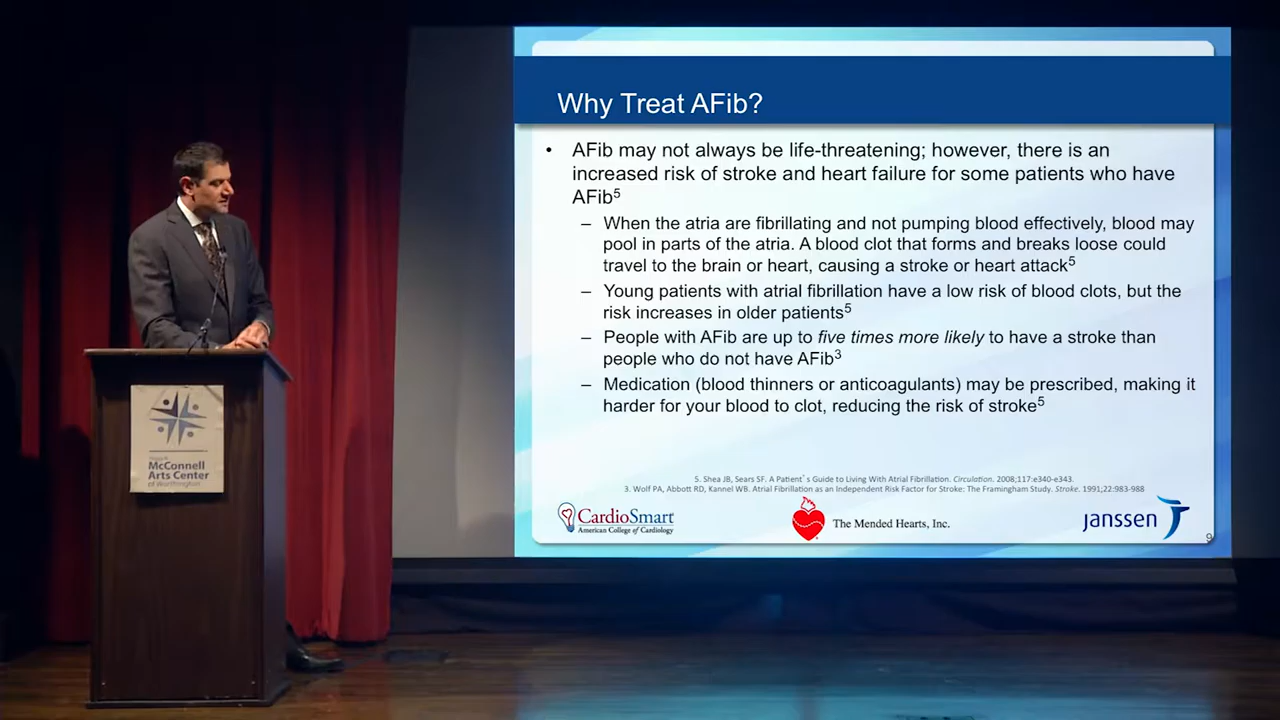 Why Treat AFib?
• AFib may not always be life-threatening; however, there is an
increased risk of stroke and heart failure for some patients who have
AFib5
– When the atria are fibrillating and not pumping blood effectively, blood may
pool in parts of the atria. A blood clot that forms and breaks loose could
travel to the brain or heart, causing a stroke or heart attack5
– Young patients with atrial fibrillation have a low risk of blood clots, but the
risk increases in older patients5
– People with AFib are up to five times more likely to have a stroke than
people who do not have AFib3
– Medication (blood thinners or anticoagulants) may be prescribed, making it
harder for your blood to clot, reducing the risk of stroke5
5. Shea JB, Sears SF. A Patient´s Guide to Living With Atrial Fibrillation. Circulation. 2008;117:e340-e343.
3. Wolf PA, Abbott RD, Kannel WB. Atrial Fibrillation as an Independent Risk Factor for Stroke: The Framingham Study. Stroke. 1991;22:983-988
CardioSmart
American College of Cardiology
The Mended Hearts, Inc.
janssen
9
McConnell
Arts Center
of Worthington